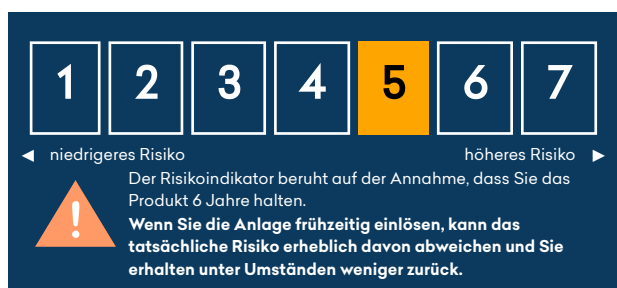 1 2 3 4 5 6 7
◄ niedrigeres Risiko höheres Risiko ►
Der Risikoindikator beruht auf der Annahme, dass Sie das
Produkt 6 Jahre halten.
Wenn Sie die Anlage frühzeitig einlösen, kann das
tatsächliche Risiko erheblich davon abweichen und Sie
erhalten unter Umständen weniger zurück.
!